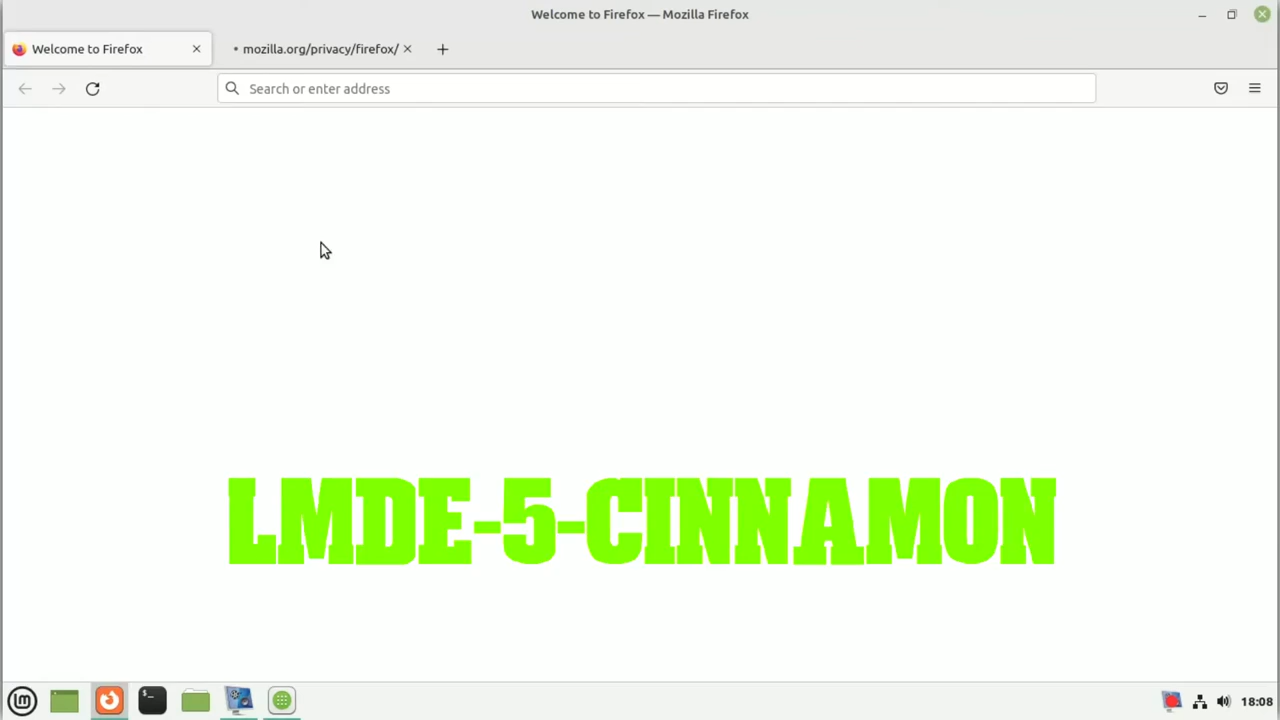 Welcome to Firefox — Mozilla Firefox
Welcome to Firefox
mozilla.org/privacy/firefox/
Search or enter address
LMDE-5-CINNAMON
18:08